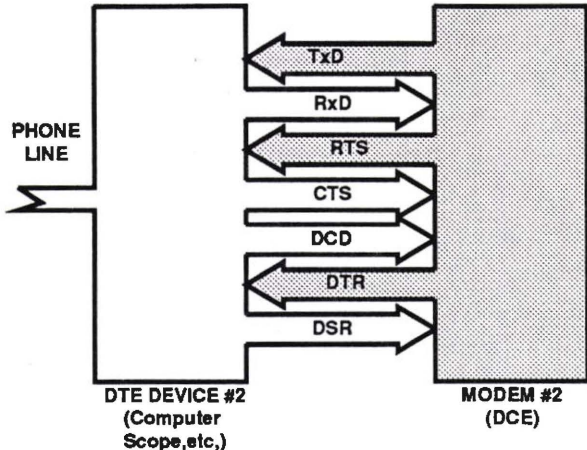 TxD
RxD
PHONE
LINE
RTS
CTS
DCD
DTR
DSR
DTE DEVICE #2
(Computer
Scope,etc,)
MODEM #2
(DCE)